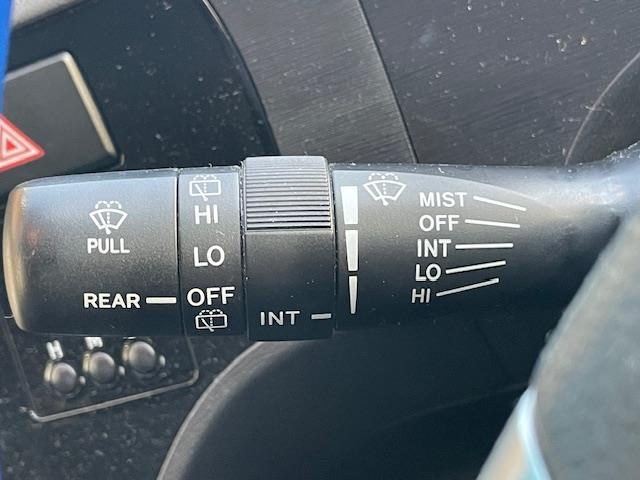 PULL
REAR
HI
LO
OFF
INT
MIST
OFF
INT
LO
HI